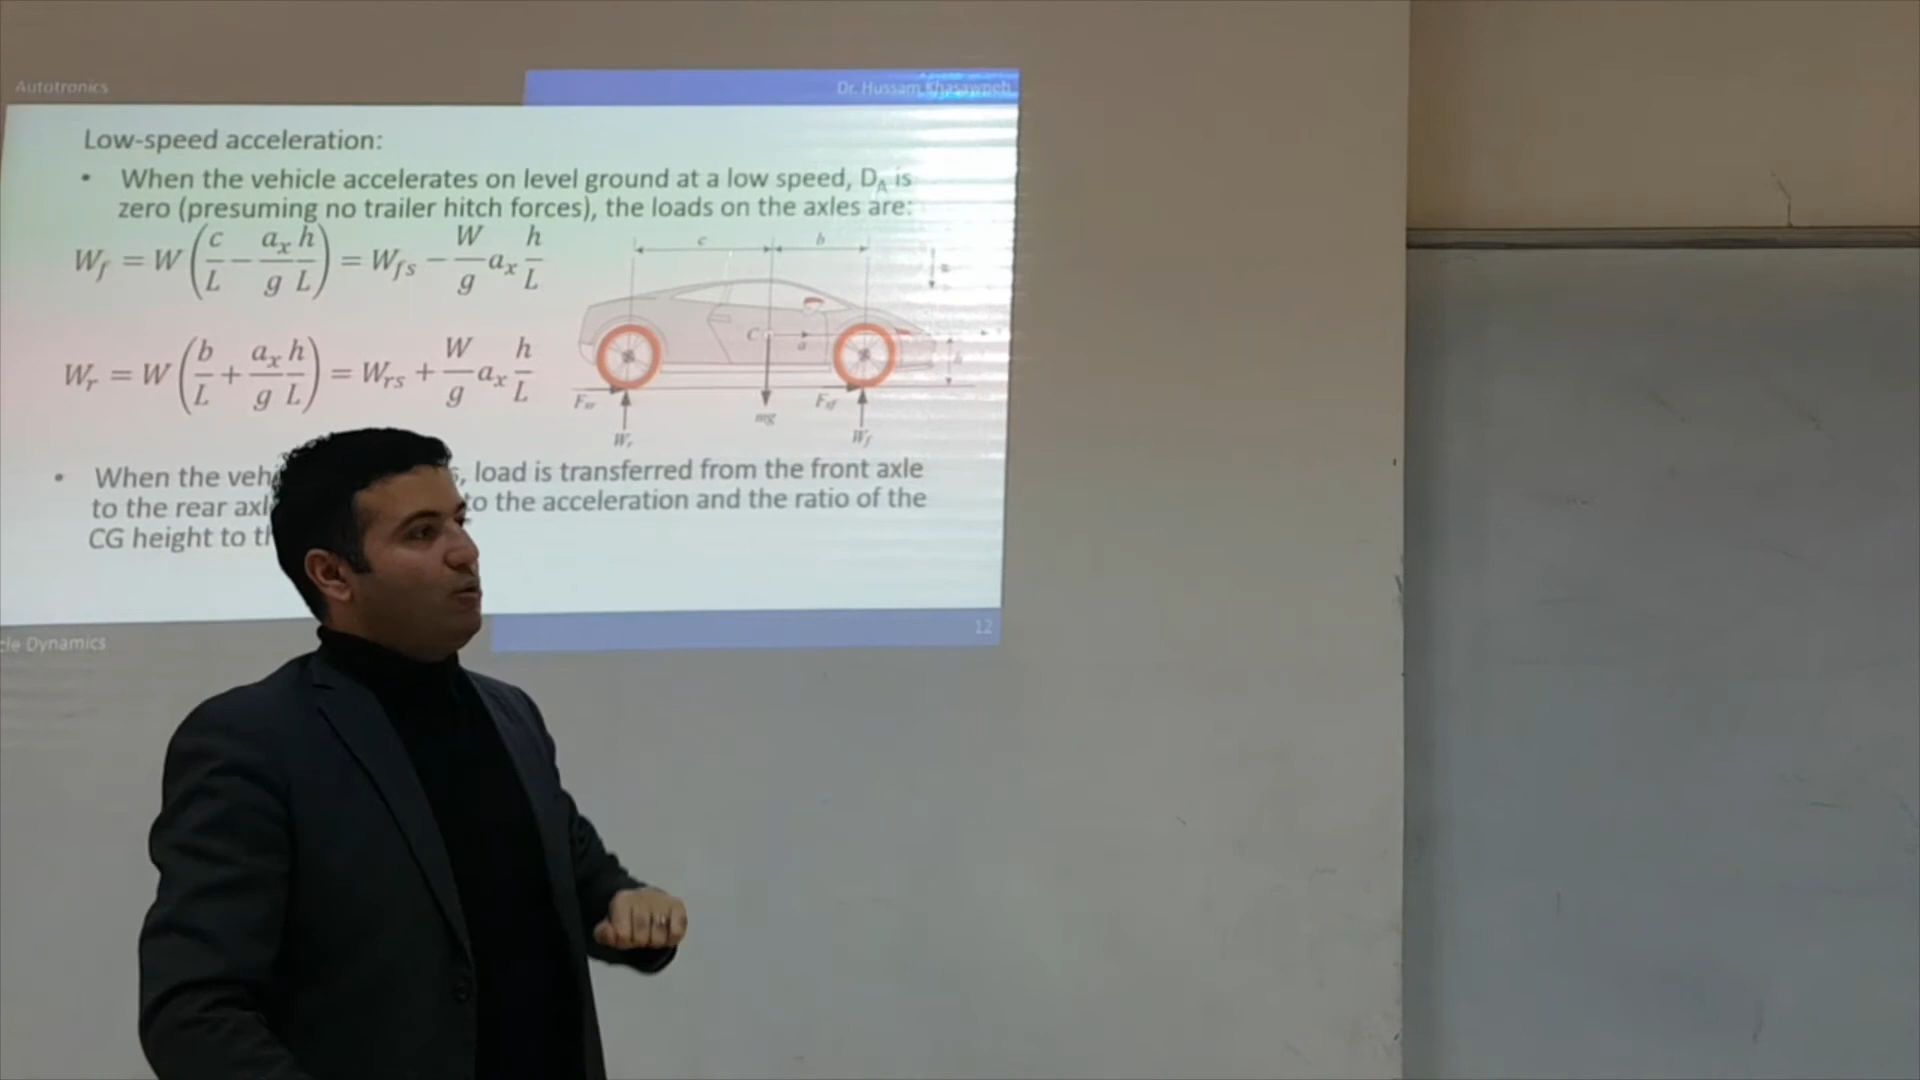 Autotronics
Dr. Hussam Khasawneh
Low-speed acceleration:
• When the vehicle accelerates on level ground at a low speed, D_A is
zero (presuming no trailer hitch forces), the loads on the axles are:
W_f = W (c/L − a_x/g h/L) = W_fs − W/g a_x h/L
W_r = W (b/L + a_x/g h/L) = W_rs + W/g a_x h/L
c b
C a
h
F_xr F_xf
mg
W_r W_f
• When the veh , load is transferred from the front axle
to the rear axl to the acceleration and the ratio of the
CG height to th
cle Dynamics
12